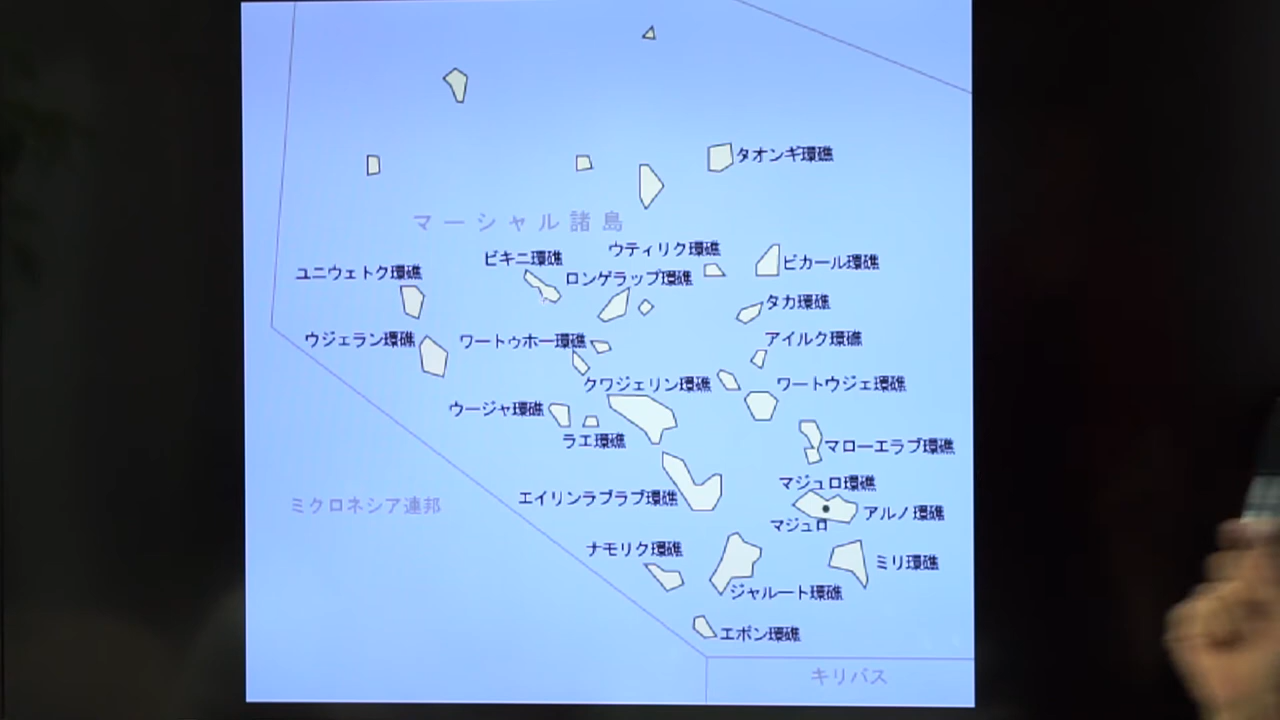 タオンギ環礁
マーシャル諸島
ウティリク環礁
ビキニ環礁
ビカール環礁
ユニウェトク環礁
ロンゲラップ環礁
タカ環礁
ウジェラン環礁
ワートゥホー環礁
アイルク環礁
クワジェリン環礁
ワートウジェ環礁
ウージャ環礁
ラエ環礁
マローエラブ環礁
マジュロ環礁
エイリンラブラブ環礁
ミクロネシア連邦
アルノ環礁
マジュロ
ナモリク環礁
ミリ環礁
ジャルート環礁
エボン環礁
キリバス